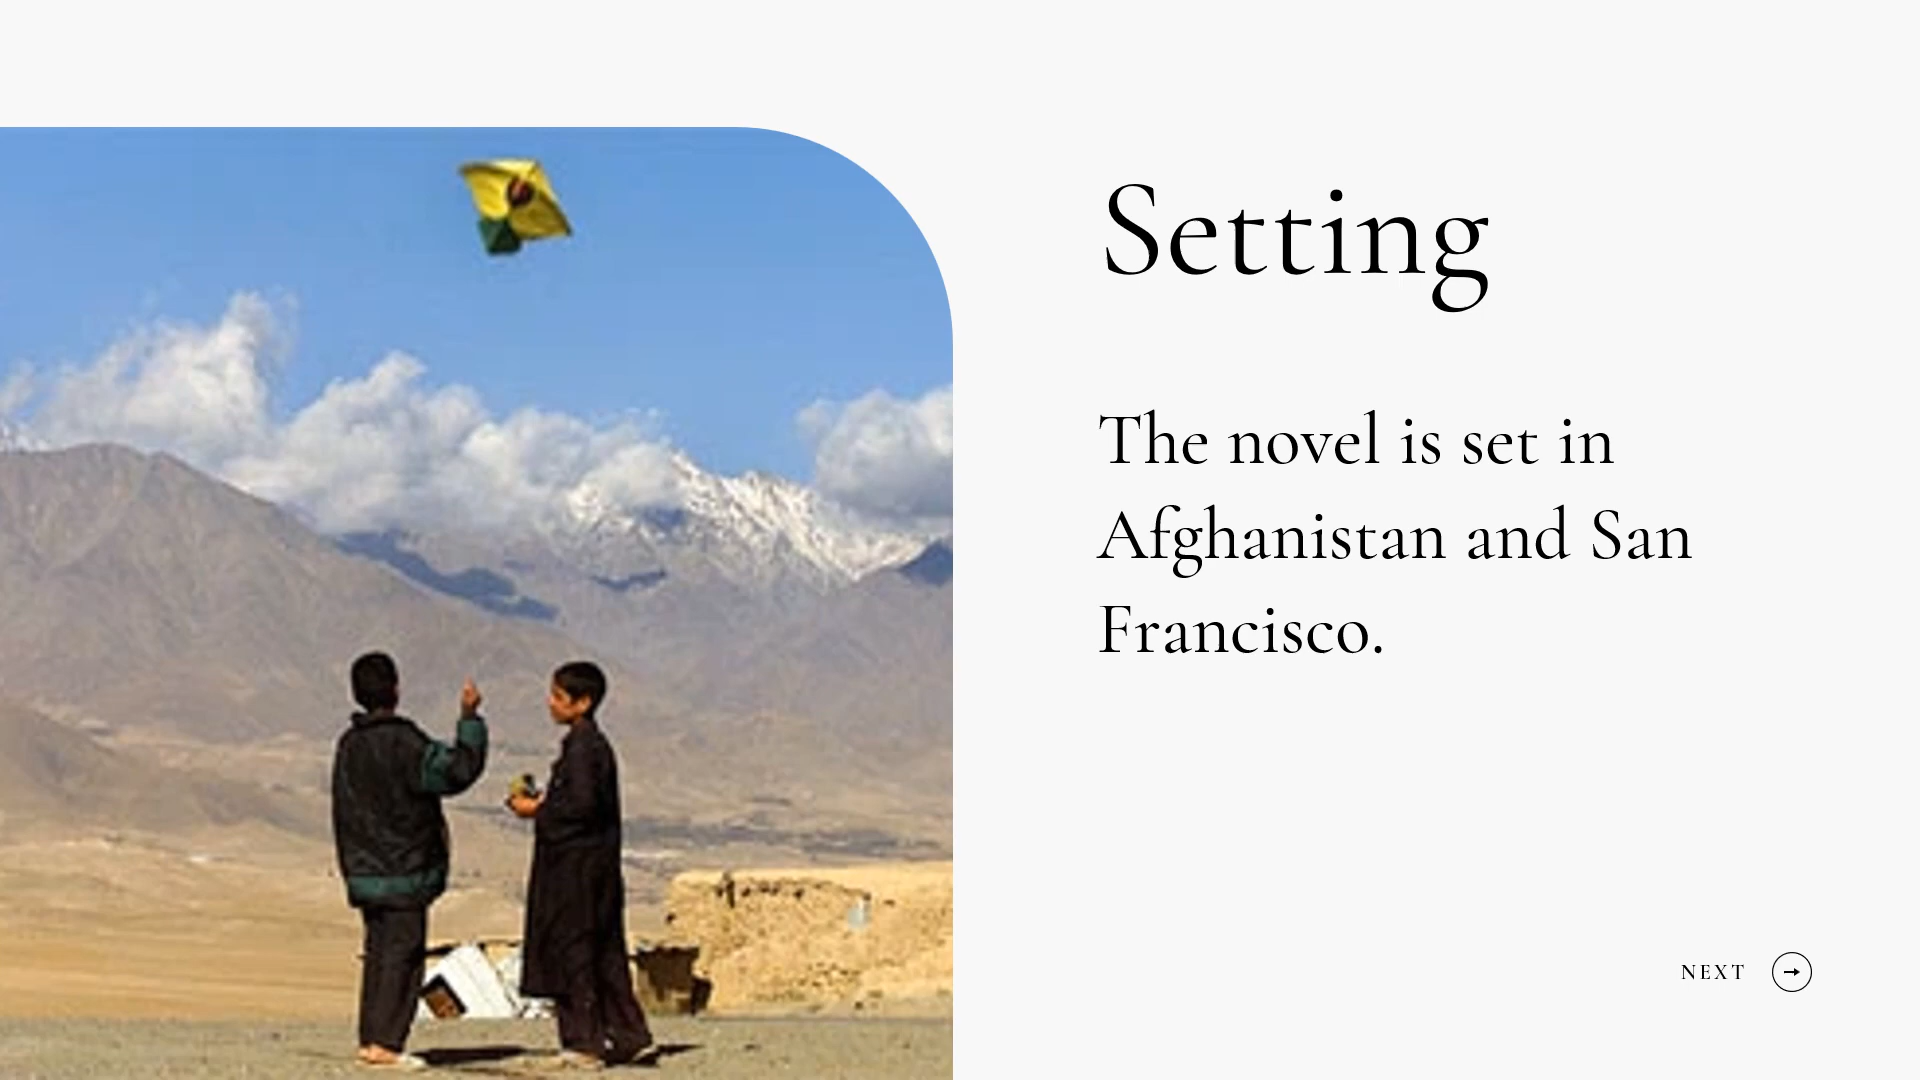 Setting
The novel is set in
Afghanistan and San
Francisco.
NEXT